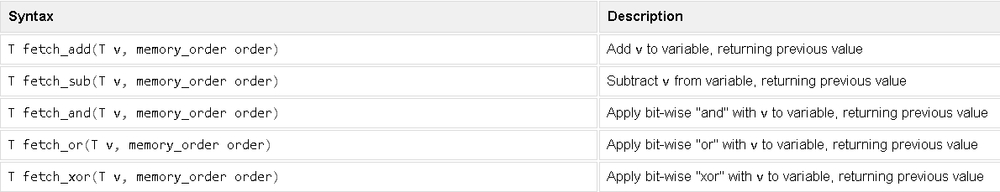 Syntax Description
T fetch_add(T v, memory_order order) Add v to variable, returning previous value
T fetch_sub(T v, memory_order order) Subtract v from variable, returning previous value
T fetch_and(T v, memory_order order) Apply bit-wise "and" with v to variable, returning previous value
T fetch_or(T v, memory_order order) Apply bit-wise "or" with v to variable, returning previous value
T fetch_xor(T v, memory_order order) Apply bit-wise "xor" with v to variable, returning previous value